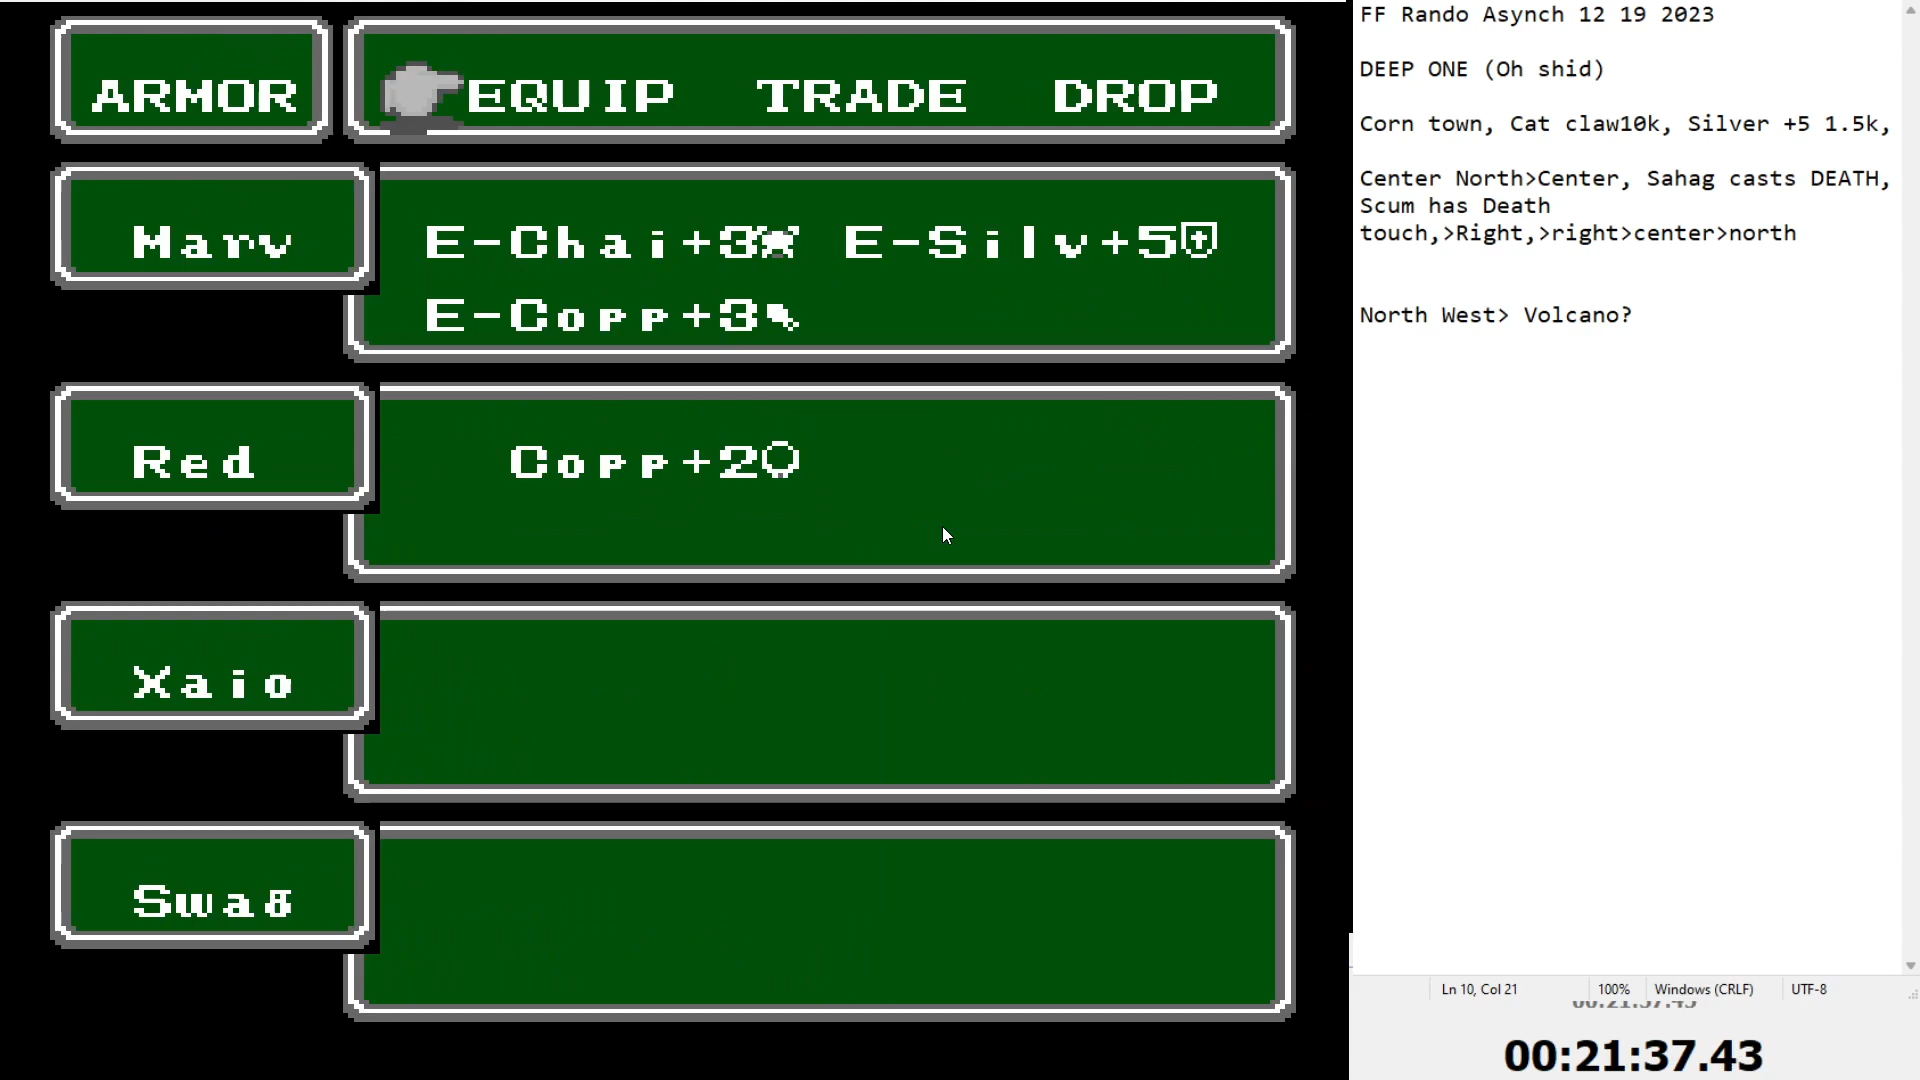 ARMOR EQUIP TRADE DROP
Marv E-Chai+3 E-Silv+5
E-Copp+3
Red Copp+2
Xaio
Swag
FF Rando Asynch 12 19 2023
DEEP ONE (Oh shid)
Corn town, Cat claw10k, Silver +5 1.5k,
Center North>Center, Sahag casts DEATH,
Scum has Death
touch,>Right,>right>center>north
North West> Volcano?
Ln 10, Col 21 100% Windows (CRLF) UTF-8
00:21:37.43